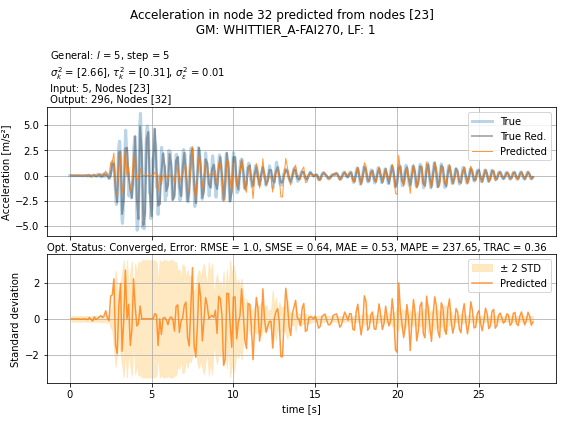 Acceleration in node 32 predicted from nodes [23]
GM: WHITTIER_A-FAI270, LF: 1
General: l = 5, step = 5
σ²ₖ = [2.66], τ²ₖ = [0.31], σ²ε = 0.01
Input: 5, Nodes [23]
Output: 296, Nodes [32]
Acceleration [m/s²]
5.0
2.5
0.0
−2.5
−5.0
True
True Red.
Predicted
Opt. Status: Converged, Error: RMSE = 1.0, SMSE = 0.64, MAE = 0.53, MAPE = 237.65, TRAC = 0.36
Standard deviation
2
0
−2
± 2 STD
Predicted
0 5 10 15 20 25
time [s]